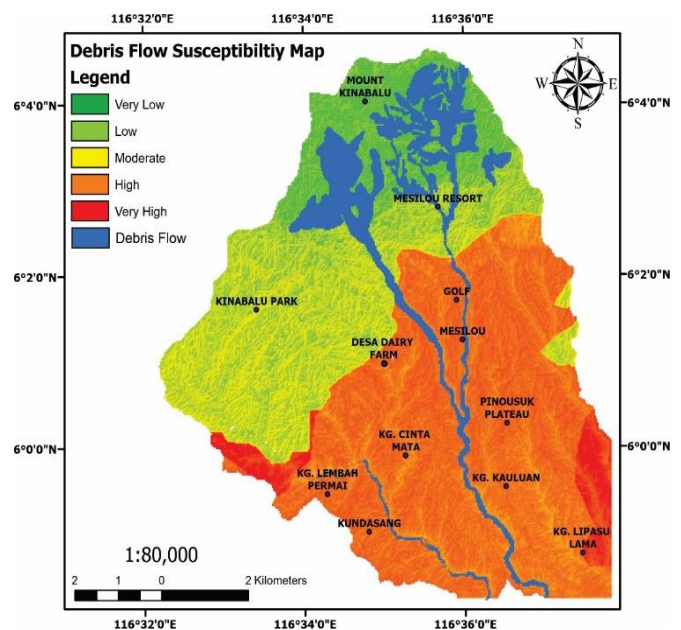 116°32'0"E 116°34'0"E 116°36'0"E
Debris Flow Susceptibiltiy Map
Legend
Very Low
Low
Moderate
High
Very High
Debris Flow
N
W E
S
6°4'0"N 6°4'0"N
MOUNT
KINABALU
MESILOU RESORT
6°2'0"N 6°2'0"N
KINABALU PARK
GOLF
MESILOU
DESA DAIRY
FARM
PINOUSUK
PLATEAU
6°0'0"N 6°0'0"N
KG. CINTA
MATA
KG. LEMBAH
PERMAI
KG. KAULUAN
KUNDASANG
KG. LIPASU
LAMA
1:80,000
2 1 0 2 Kilometers
116°32'0"E 116°34'0"E 116°36'0"E